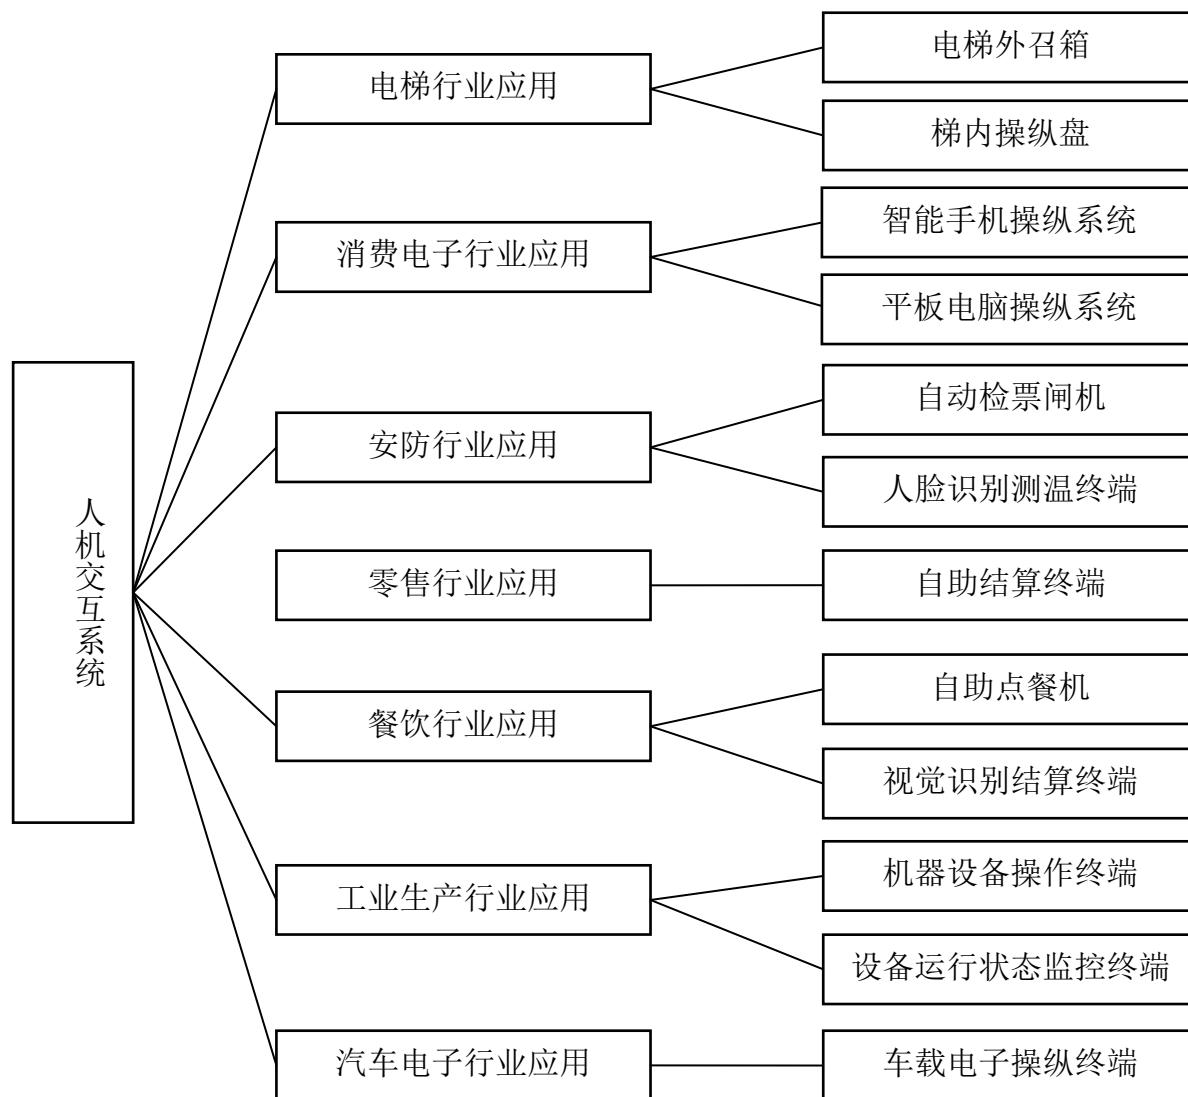 人机交互系统
电梯行业应用
电梯外召箱
梯内操纵盘
消费电子行业应用
智能手机操纵系统
平板电脑操纵系统
安防行业应用
自动检票闸机
人脸识别测温终端
零售行业应用
自助结算终端
餐饮行业应用
自助点餐机
视觉识别结算终端
工业生产行业应用
机器设备操作终端
设备运行状态监控终端
汽车电子行业应用
车载电子操纵终端